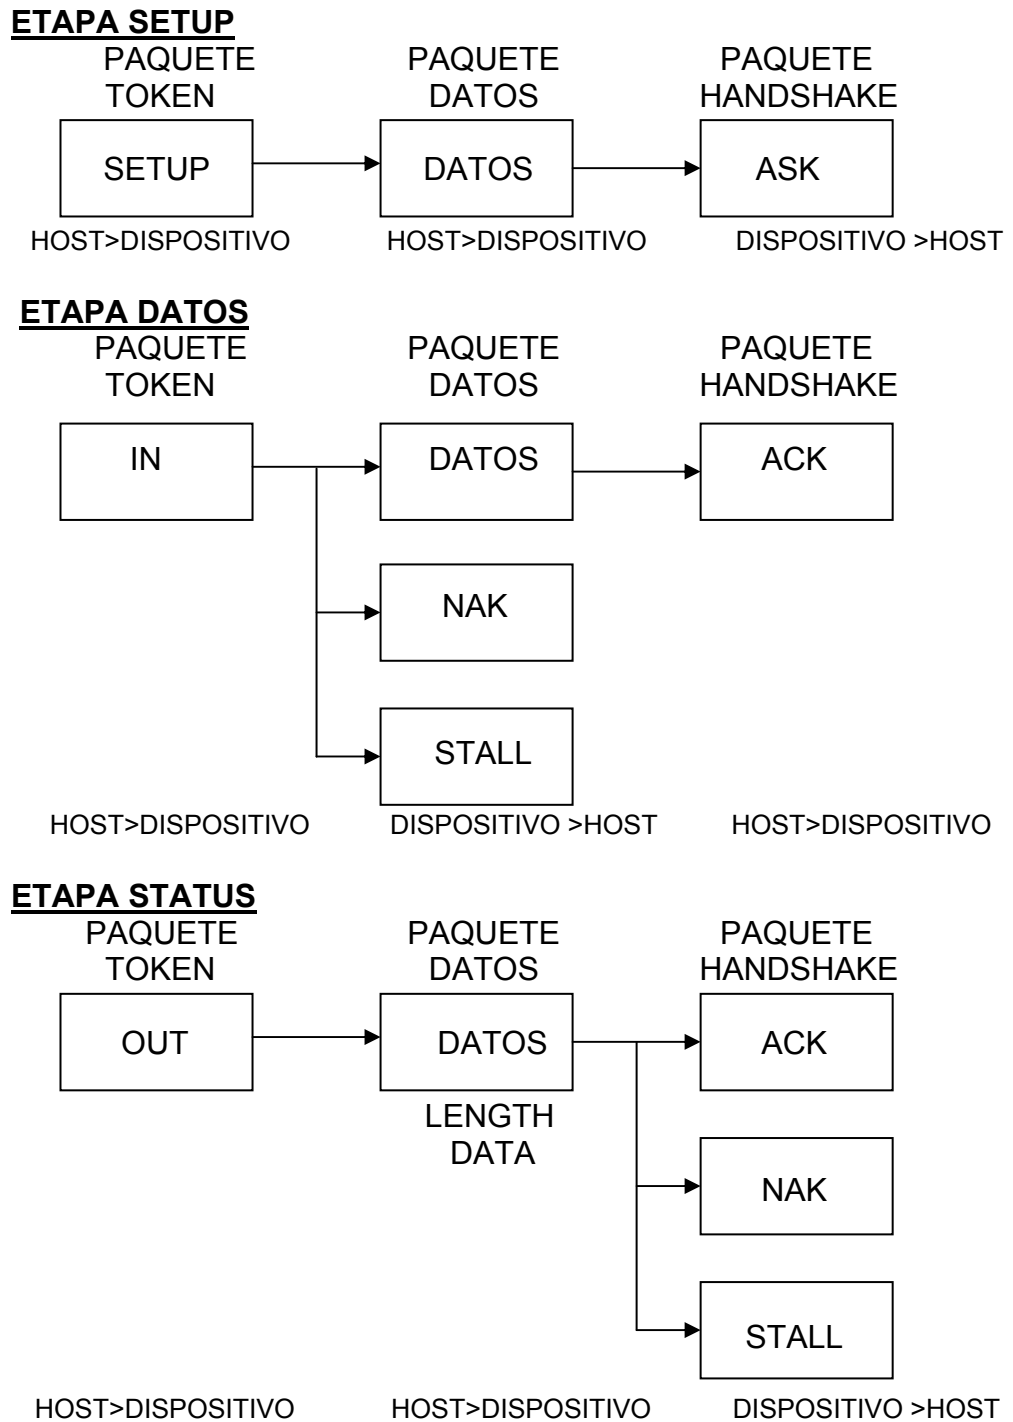 ETAPA SETUP
PAQUETE TOKEN
PAQUETE DATOS
PAQUETE HANDSHAKE
SETUP
DATOS
ASK
HOST>DISPOSITIVO
HOST>DISPOSITIVO
DISPOSITIVO >HOST
ETAPA DATOS
PAQUETE TOKEN
PAQUETE DATOS
PAQUETE HANDSHAKE
IN
DATOS
ACK
NAK
STALL
HOST>DISPOSITIVO
DISPOSITIVO >HOST
HOST>DISPOSITIVO
ETAPA STATUS
PAQUETE TOKEN
PAQUETE DATOS
PAQUETE HANDSHAKE
OUT
DATOS
ACK
LENGTH DATA
NAK
STALL
HOST>DISPOSITIVO
HOST>DISPOSITIVO
DISPOSITIVO >HOST